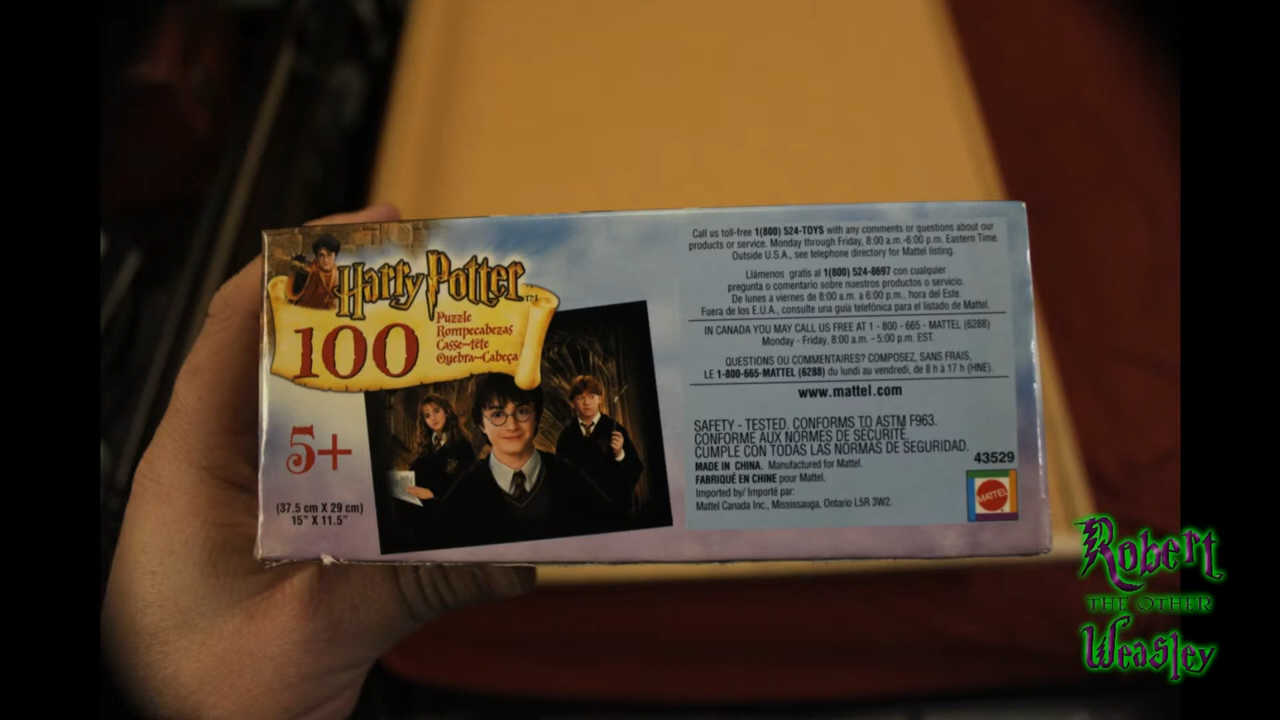 Harry Potter™
100
Puzzle
Rompecabezas
Casse-tête
Quebra-Cabeça
5+
(37.5 cm X 29 cm)
15" X 11.5"
Call us toll-free 1(800) 524-TOYS with any comments or questions about our
products or service. Monday through Friday, 8:00 a.m.-6:00 p.m. Eastern Time.
Outside U.S.A., see telephone directory for Mattel listing.
Llámenos gratis al 1(800) 524-8697 con cualquier
pregunta o comentario sobre nuestros productos o servicio.
De lunes a viernes de 8:00 a.m. a 6:00 p.m., hora del Este.
Fuera de los E.U.A., consulte una guía telefónica para el listado de Mattel.
IN CANADA YOU MAY CALL US FREE AT 1 - 800 - 665 - MATTEL (6288)
Monday - Friday, 8:00 a.m. - 5:00 p.m. EST.
QUESTIONS OU COMMENTAIRES? COMPOSEZ, SANS FRAIS,
LE 1-800-665-MATTEL (6288) du lundi au vendredi, de 8 h à 17 h (HNE).
www.mattel.com
SAFETY - TESTED. CONFORMS TO ASTM F963.
CONFORME AUX NORMES DE SÉCURITÉ.
CUMPLE CON TODAS LAS NORMAS DE SEGURIDAD.
MADE IN CHINA. Manufactured for Mattel.
FABRIQUÉ EN CHINE pour Mattel.
Imported by/ Importé par:
Mattel Canada Inc., Mississauga, Ontario L5R 3W2.
43529
MATTEL
Robert
THE OTHER
Weasley